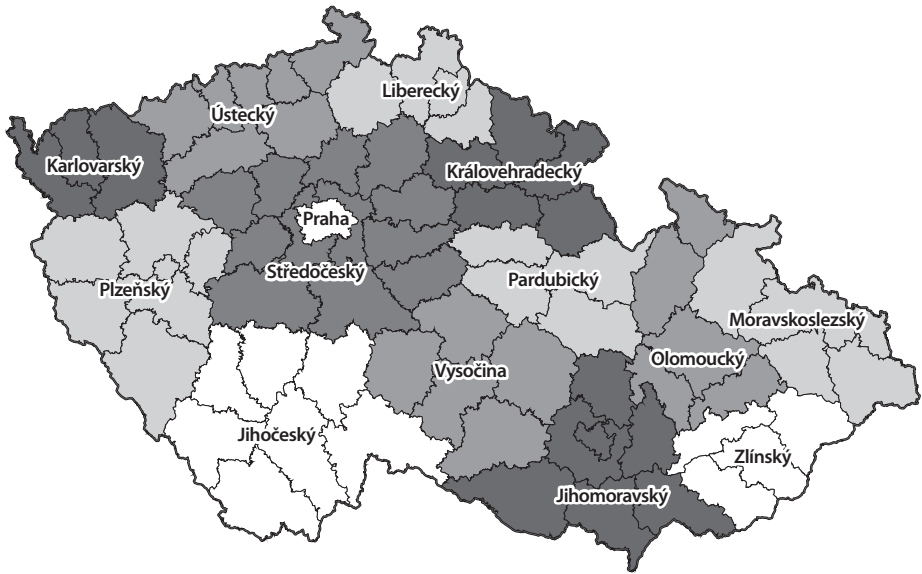 Liberecký
Ústecký
Karlovarský
Královehradecký
Praha
Středočeský
Pardubický
Plzeňský
Moravskoslezský
Olomoucký
Vysočina
Jihočeský
Zlínský
Jihomoravský